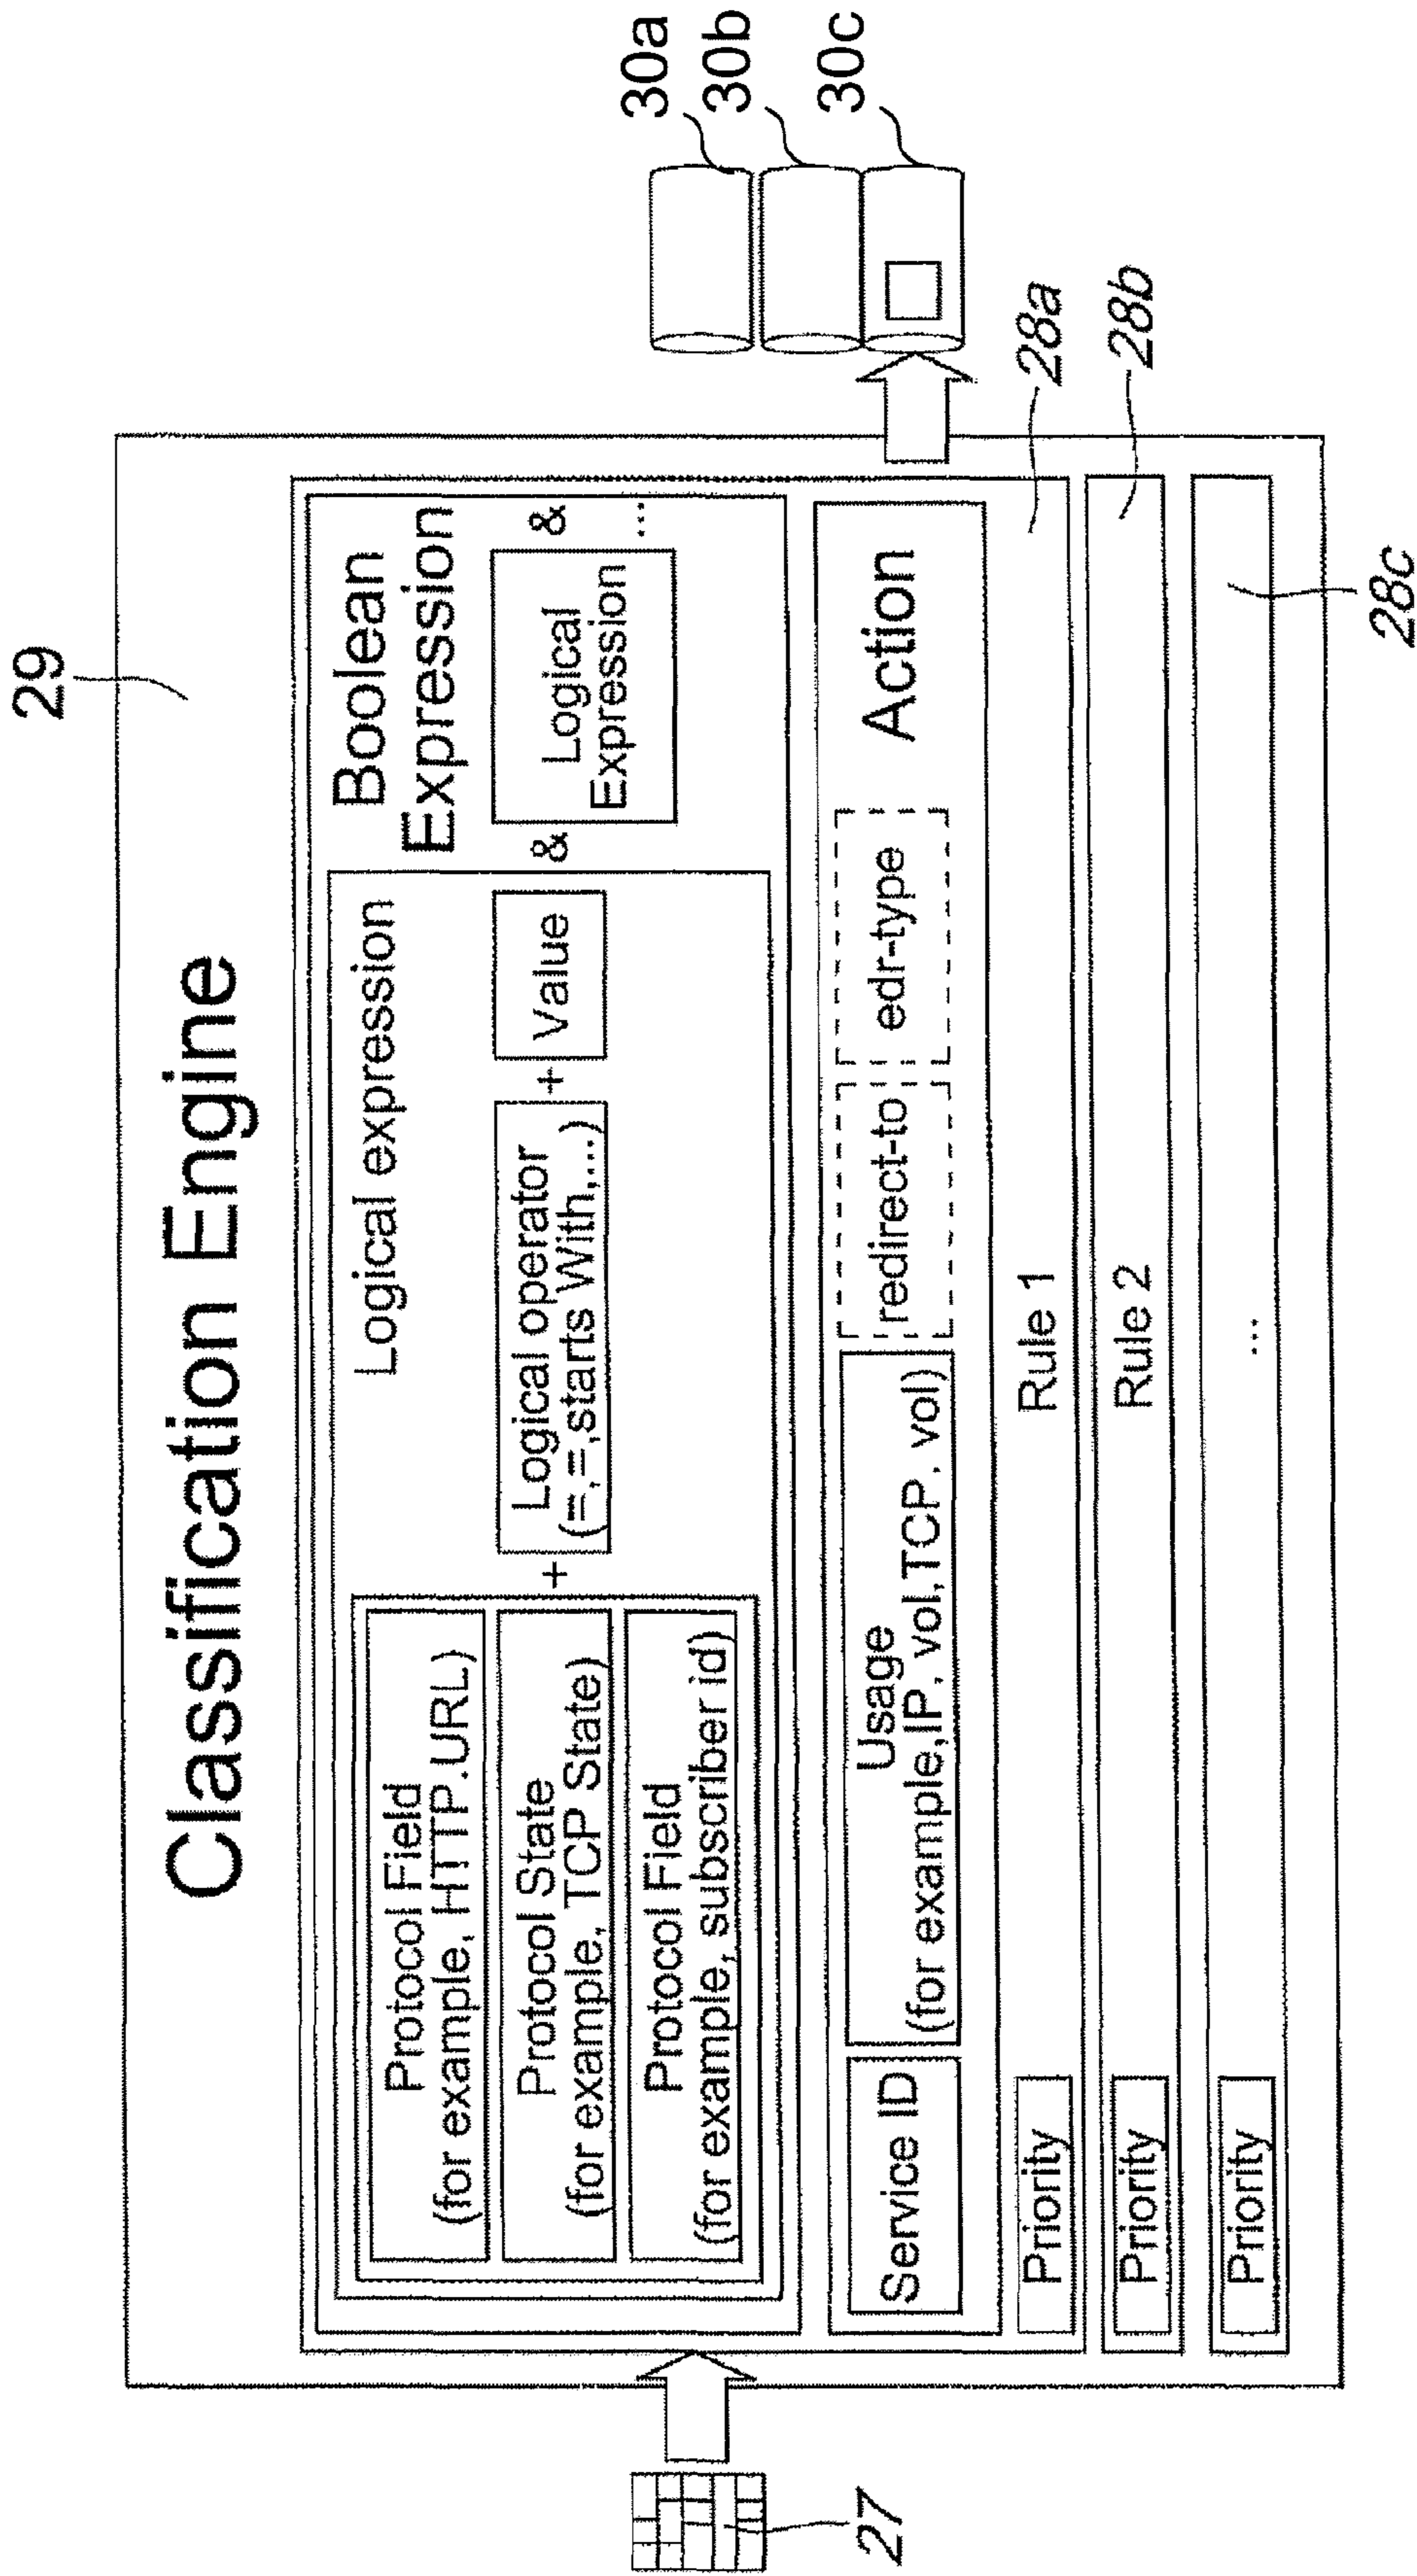 29
Classification Engine
Boolean
Expression
Logical expression
Protocol Field
(for example, HTTP.URL)
Protocol State
(for example, TCP State)
Protocol Field
(for example, subscriber id)
+
Logical operator
(==,=,starts With,...)
+
Value
&
Logical
Expression
&
...
Service ID
Usage
(for example,IP. vol,TCP. vol)
redirect-to
edr-type
Action
Priority
Rule 1
Priority
Rule 2
Priority
...
27
28a
28b
28c
30a
30b
30c